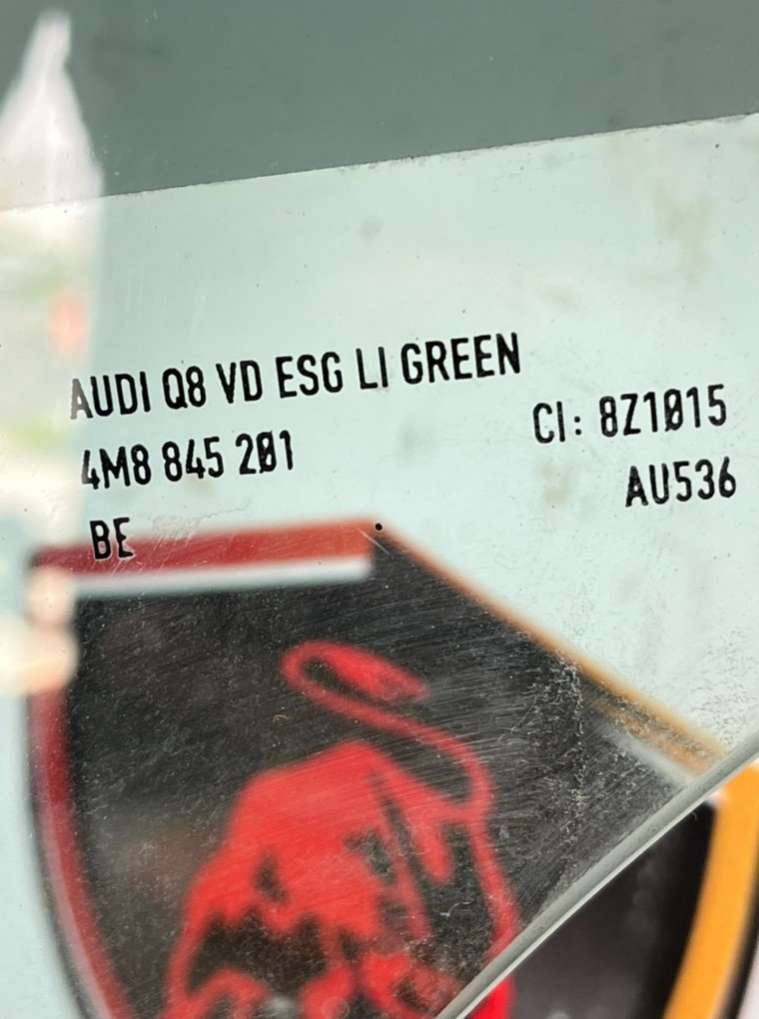 AUDI Q8 VD ESG LI GREEN
4M8 845 201
CI: 8Z1015
BE
AU536